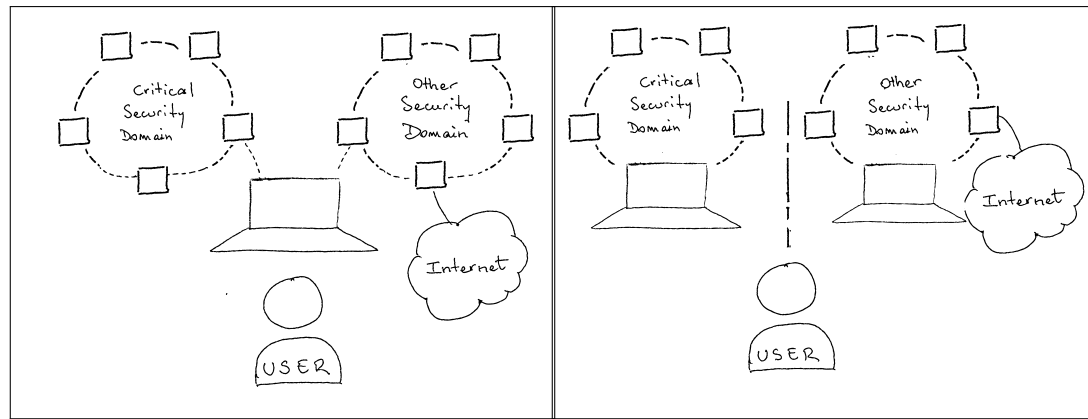 Critical
Security
Domain
Other
Security
Domain
Internet
USER
Critical
Security
Domain
Other
Security
Domain
Internet
USER